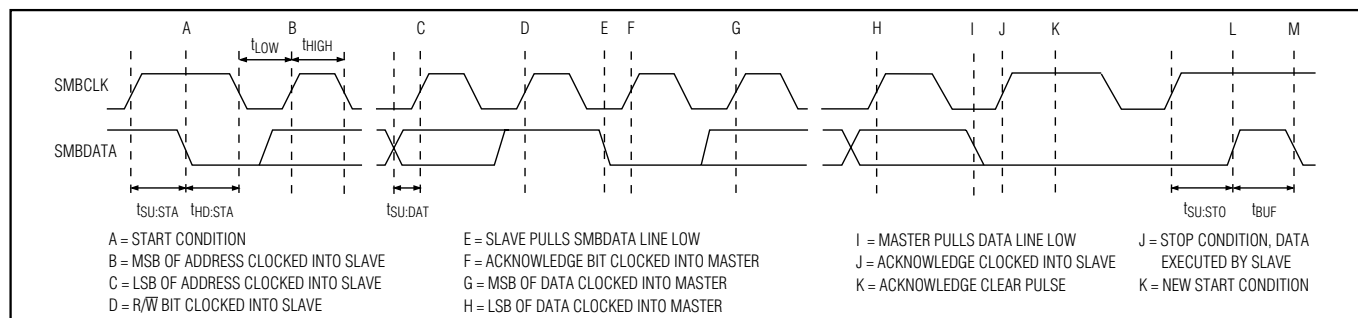 A B C D E F G H I J K L M
tLOW tHIGH
SMBCLK
SMBDATA
tSU:STA tHD:STA tSU:DAT tSU:STO tBUF
A = START CONDITION
B = MSB OF ADDRESS CLOCKED INTO SLAVE
C = LSB OF ADDRESS CLOCKED INTO SLAVE
D = R/W̅ BIT CLOCKED INTO SLAVE
E = SLAVE PULLS SMBDATA LINE LOW
F = ACKNOWLEDGE BIT CLOCKED INTO MASTER
G = MSB OF DATA CLOCKED INTO MASTER
H = LSB OF DATA CLOCKED INTO MASTER
I = MASTER PULLS DATA LINE LOW
J = ACKNOWLEDGE CLOCKED INTO SLAVE
K = ACKNOWLEDGE CLEAR PULSE
J = STOP CONDITION, DATA
EXECUTED BY SLAVE
K = NEW START CONDITION